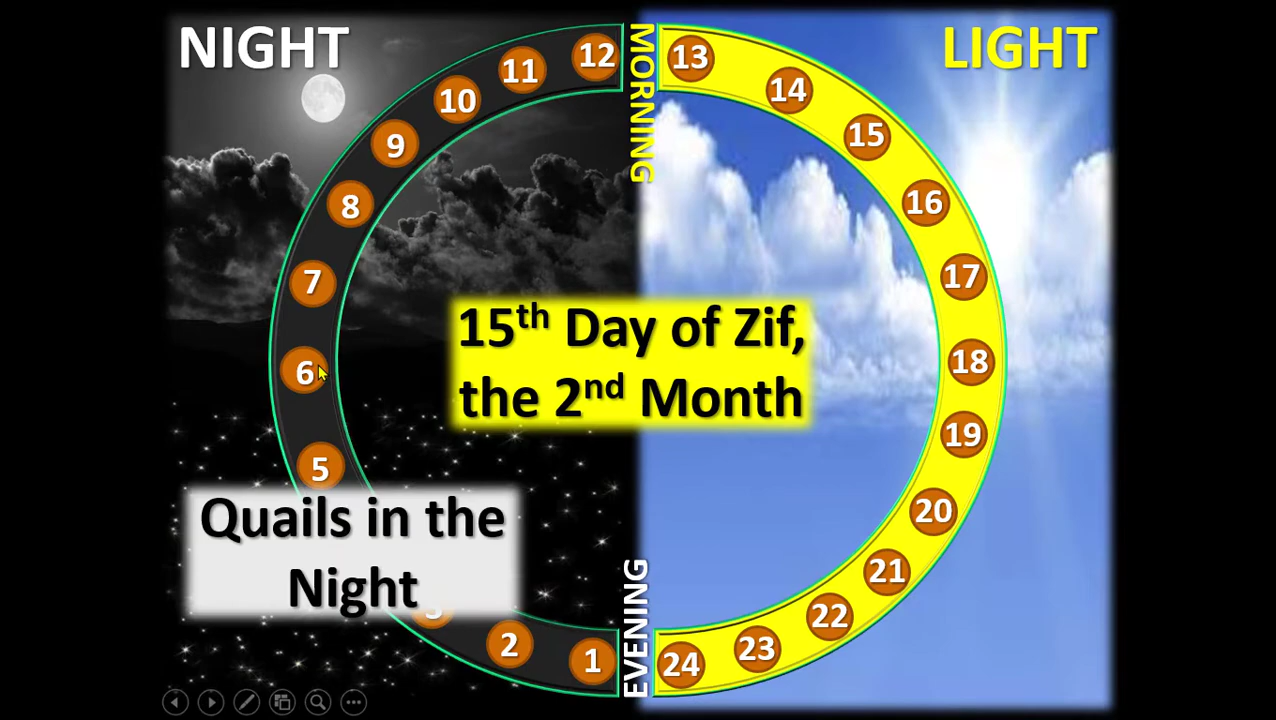 NIGHT
LIGHT
MORNING
12
13
11
14
10
15
9
8
16
7
17
15th Day of Zif,
the 2nd Month
6
18
5
19
Quails in the
Night
20
21
3
22
2
23
1
24
EVENING